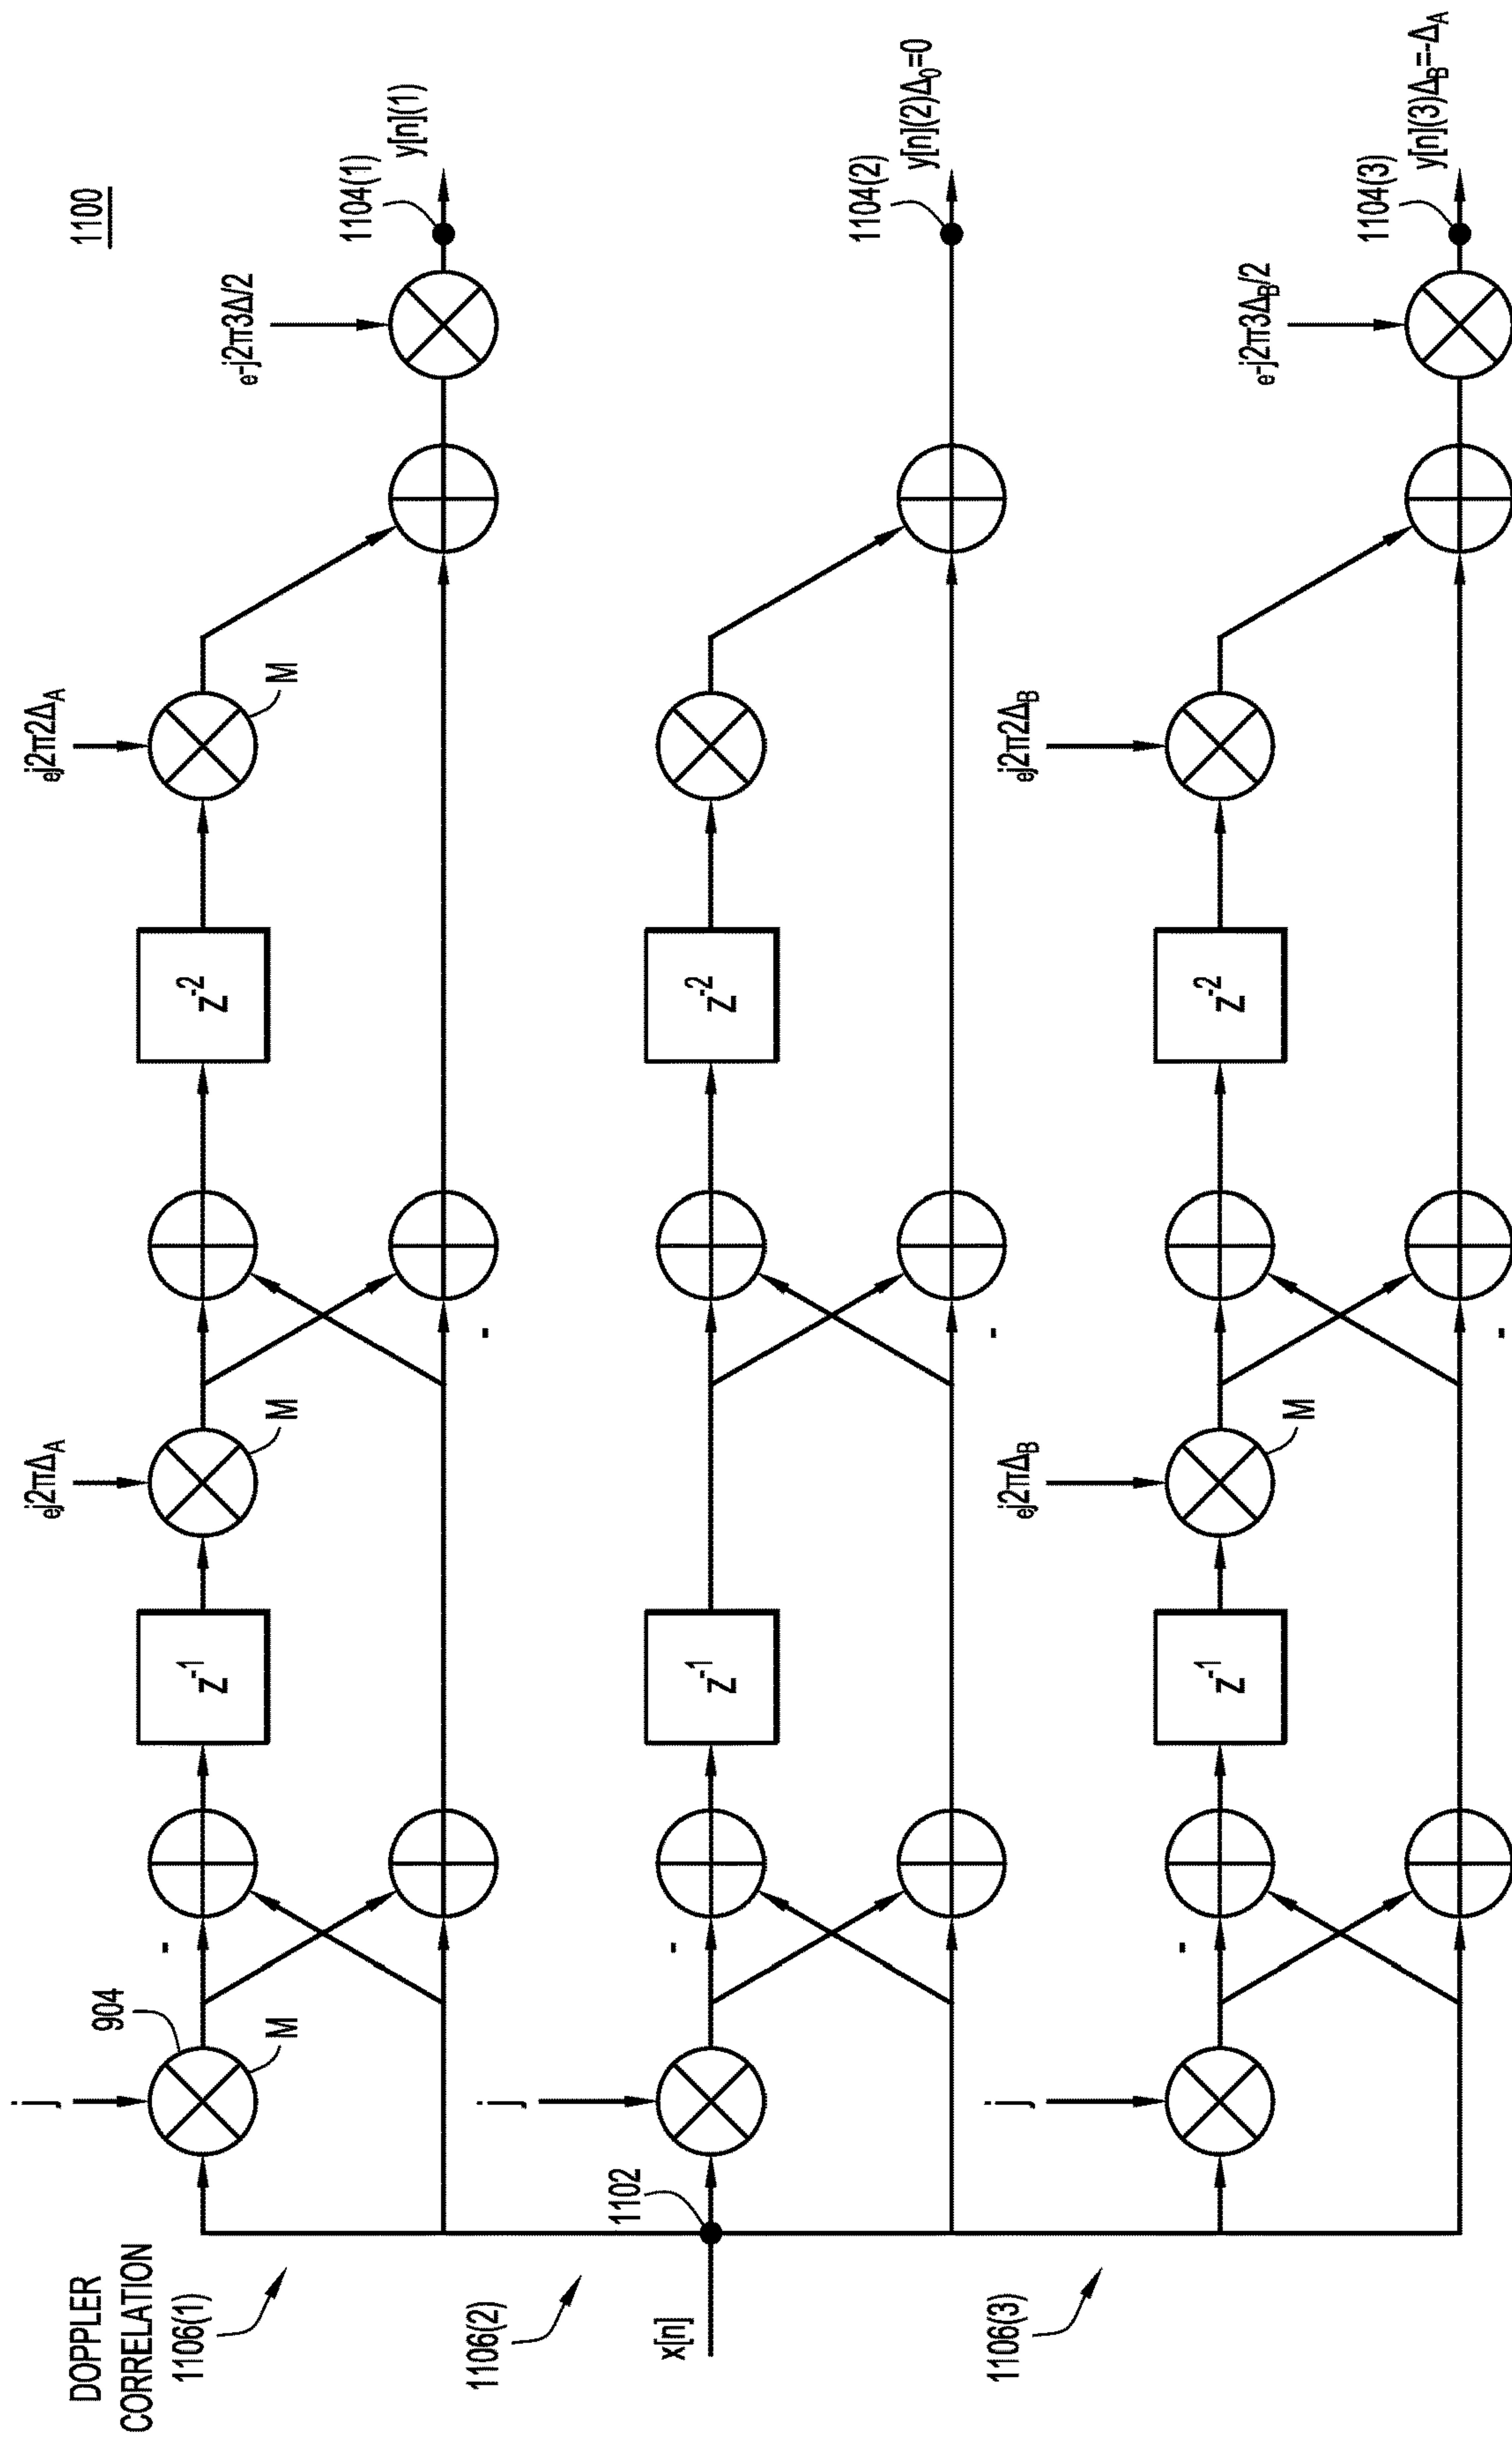 1100
DOPPLER
CORRELATION
1106(1)
j
904
M
-
z-1
ej2πΔA
M
-
z-2
ej2π2ΔA
M
e-j2π3Δ/2
1104(1)
y[n](1)
1106(2)
x[n]
1102
j
-
z-1
-
z-2
1104(2)
y[n](2)Δ0=0
1106(3)
j
-
z-1
ej2πΔB
M
-
z-2
ej2π2ΔB
e-j2π3ΔB/2
1104(3)
y[n](3)ΔB=-ΔA